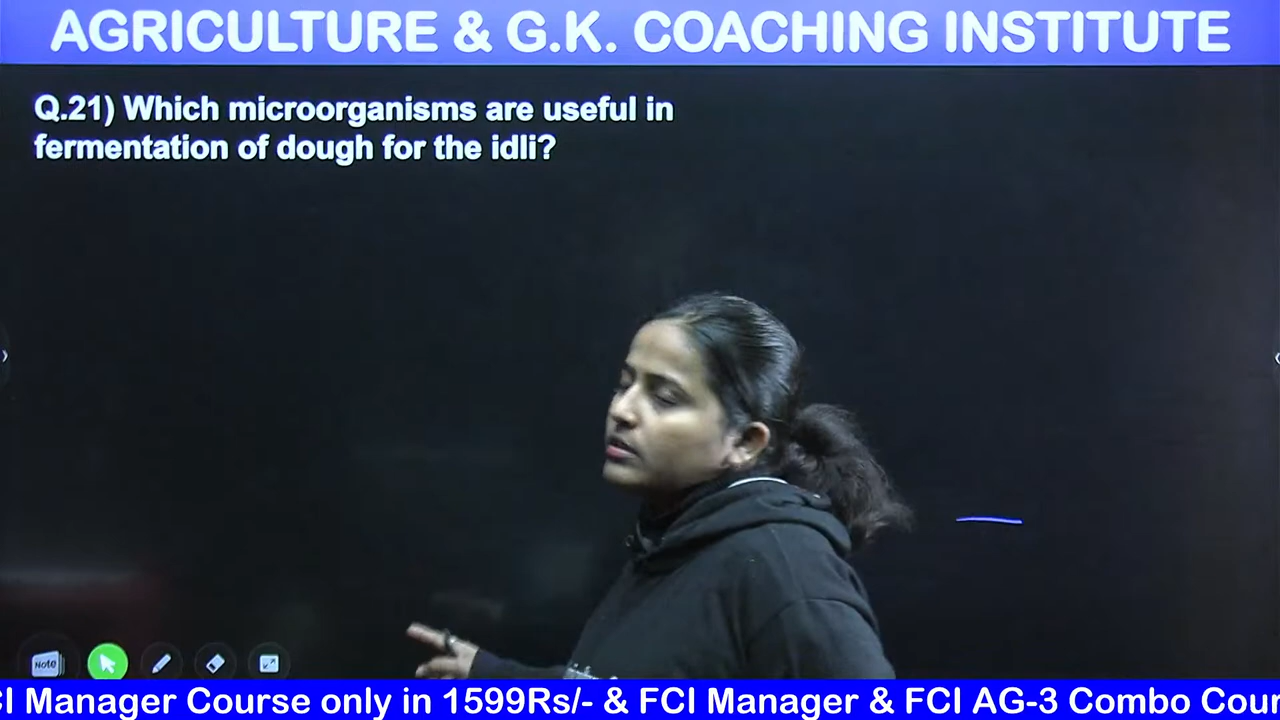 AGRICULTURE & G.K. COACHING INSTITUTE
Q.21) Which microorganisms are useful in
fermentation of dough for the idli?
Note
CI Manager Course only in 1599Rs/- & FCI Manager & FCI AG-3 Combo Cour